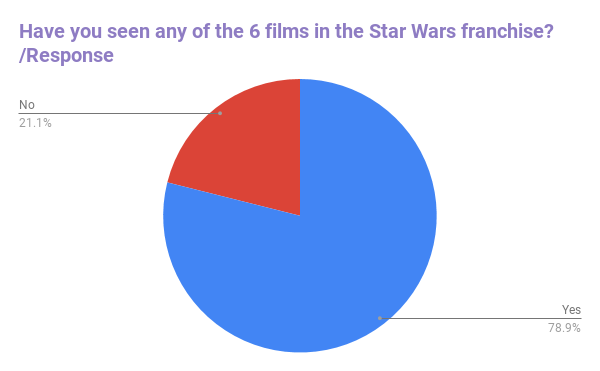 Have you seen any of the 6 films in the Star Wars franchise?
/Response
No
21.1%
Yes
78.9%